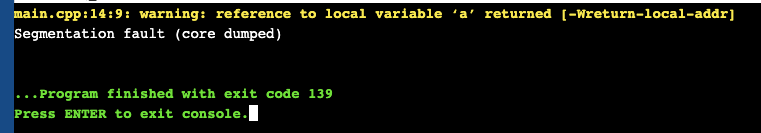 main.cpp:14:9: warning: reference to local variable ‘a’ returned [-Wreturn-local-addr]
Segmentation fault (core dumped)
...Program finished with exit code 139
Press ENTER to exit console.